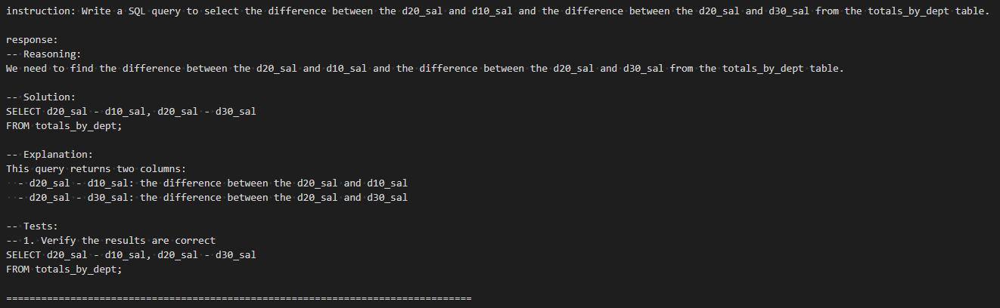 instruction: Write a SQL query to select the difference between the d20_sal and d10_sal and the difference between the d20_sal and d30_sal from the totals_by_dept table.

response:
-- Reasoning:
We need to find the difference between the d20_sal and d10_sal and the difference between the d20_sal and d30_sal from the totals_by_dept table.

-- Solution:
SELECT d20_sal - d10_sal, d20_sal - d30_sal
FROM totals_by_dept;

-- Explanation:
This query returns two columns:
  - d20_sal - d10_sal: the difference between the d20_sal and d10_sal
  - d20_sal - d30_sal: the difference between the d20_sal and d30_sal

-- Tests:
-- 1. Verify the results are correct
SELECT d20_sal - d10_sal, d20_sal - d30_sal
FROM totals_by_dept;

================================================================================